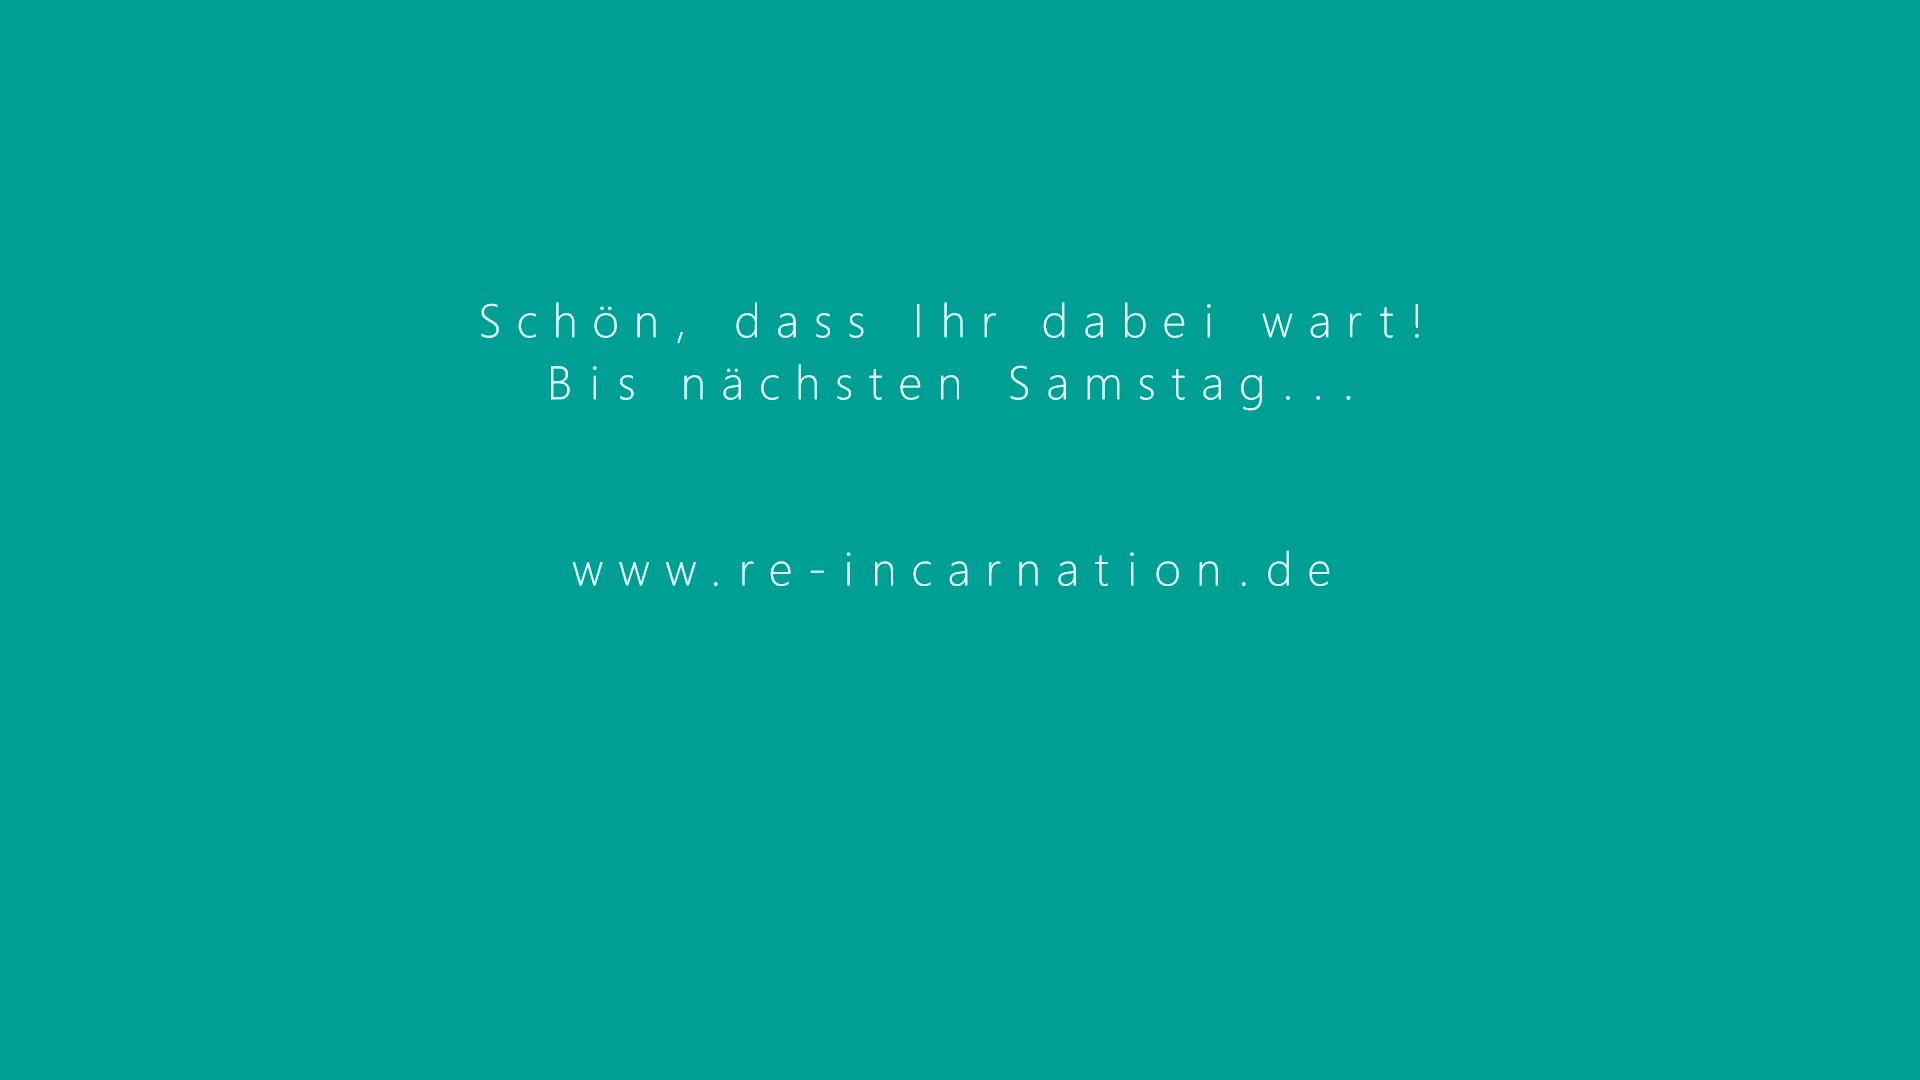 Schön, dass Ihr dabei wart!
Bis nächsten Samstag...
www.re-incarnation.de